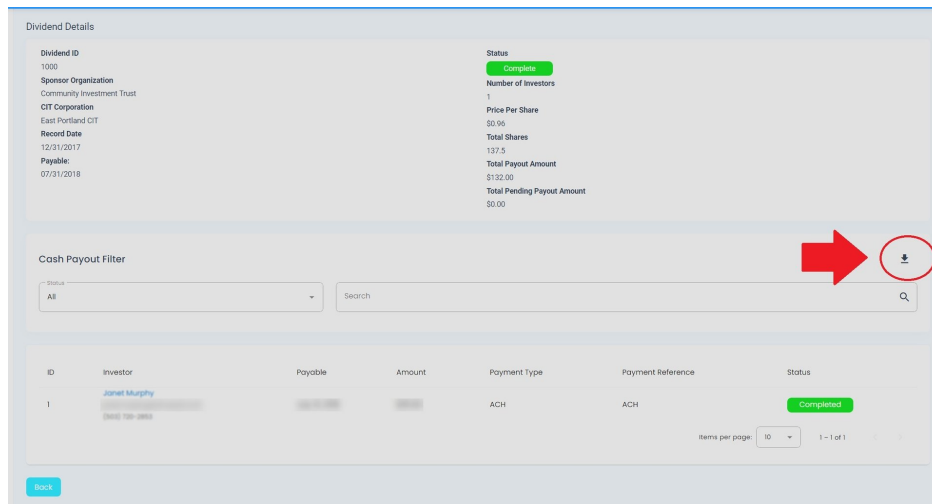 Dividend Details
Dividend ID
1000
Sponsor Organization
Community Investment Trust
CIT Corporation
East Portland CIT
Record Date
12/31/2017
Payable:
07/31/2018
Status
Complete
Number of Investors
1
Price Per Share
$0.96
Total Shares
137.5
Total Payout Amount
$132.00
Total Pending Payout Amount
$0.00
Cash Payout Filter
Status
All
Search
ID Investor Payable Amount Payment Type Payment Reference Status
Janet Murphy
1 ACH ACH Completed
Items per page: 10 1 – 1 of 1
Back